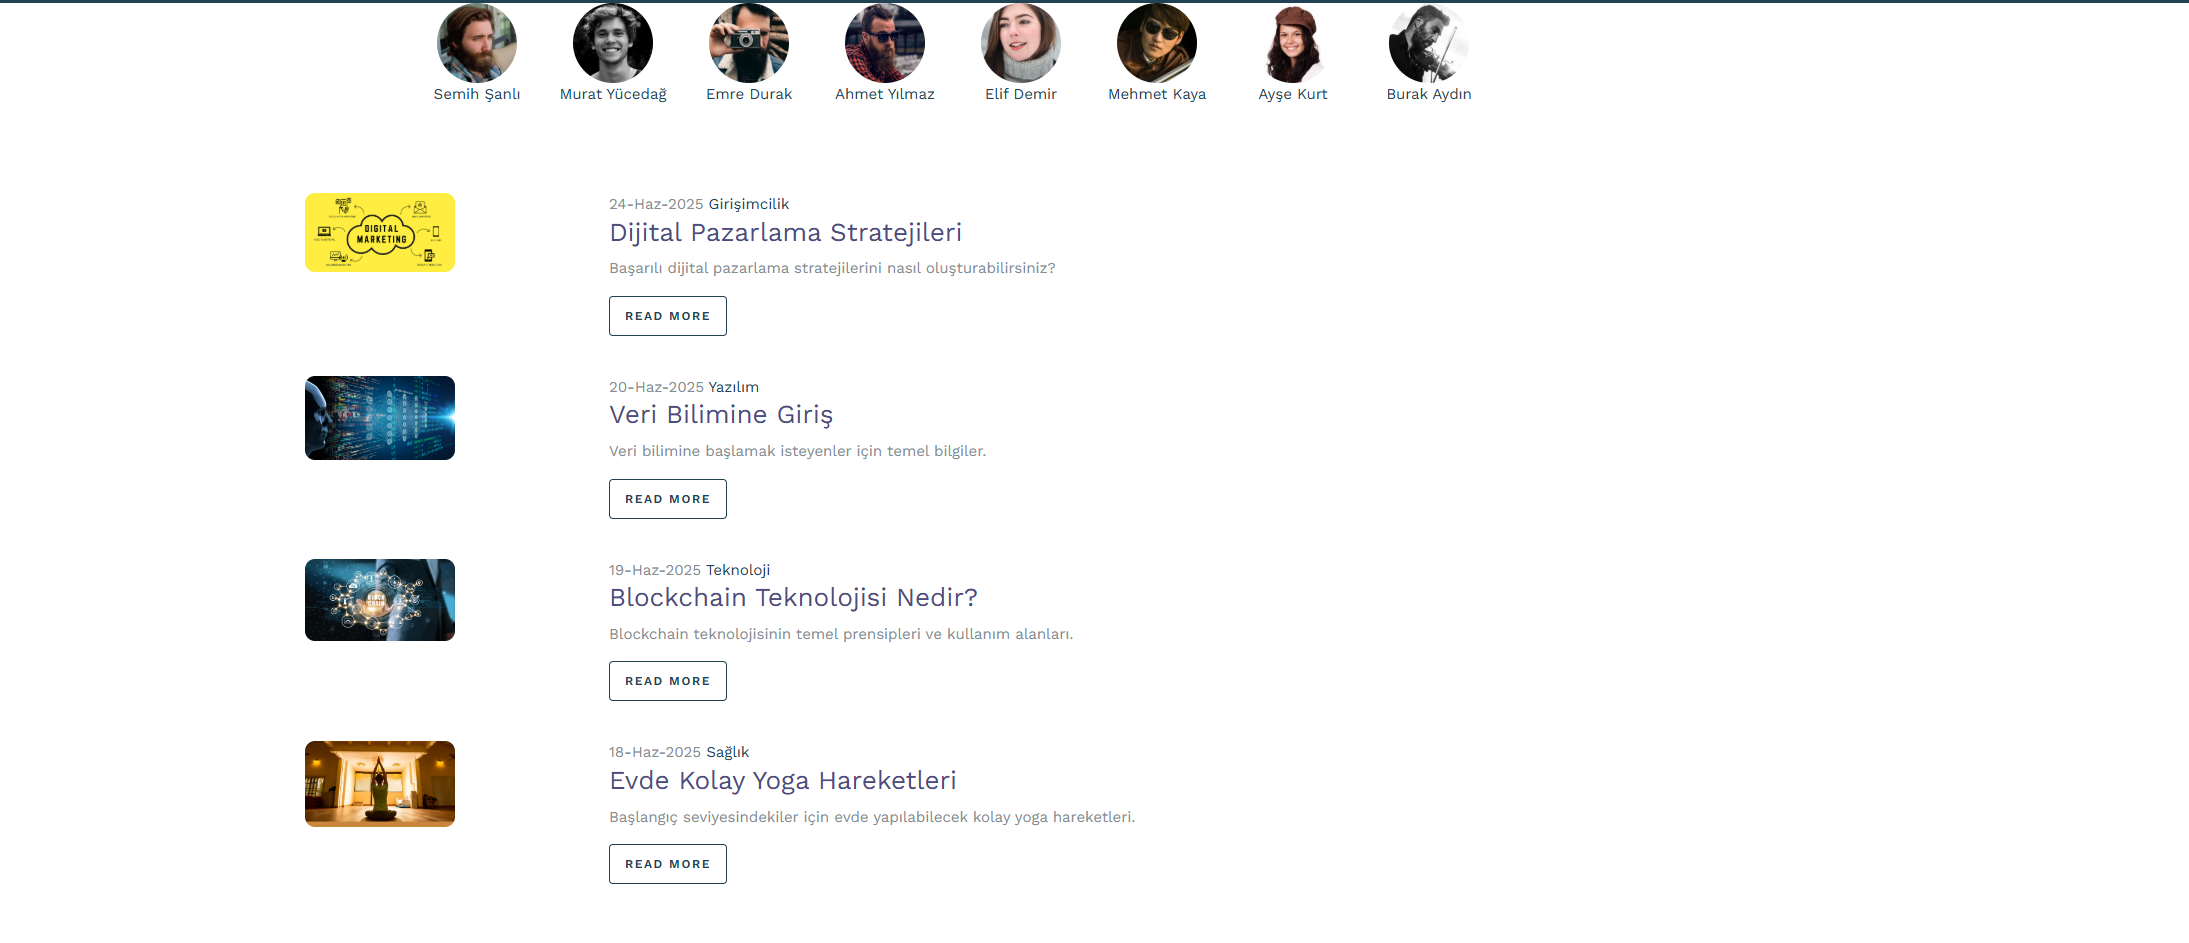 Semih Şanlı Murat Yücedağ Emre Durak Ahmet Yılmaz Elif Demir Mehmet Kaya Ayşe Kurt Burak Aydın
DIGITAL
MARKETING
24-Haz-2025 Girişimcilik
Dijital Pazarlama Stratejileri
Başarılı dijital pazarlama stratejilerini nasıl oluşturabilirsiniz?
READ MORE
20-Haz-2025 Yazılım
Veri Bilimine Giriş
Veri bilimine başlamak isteyenler için temel bilgiler.
READ MORE
BLOCK
CHAIN
19-Haz-2025 Teknoloji
Blockchain Teknolojisi Nedir?
Blockchain teknolojisinin temel prensipleri ve kullanım alanları.
READ MORE
18-Haz-2025 Sağlık
Evde Kolay Yoga Hareketleri
Başlangıç seviyesindekiler için evde yapılabilecek kolay yoga hareketleri.
READ MORE